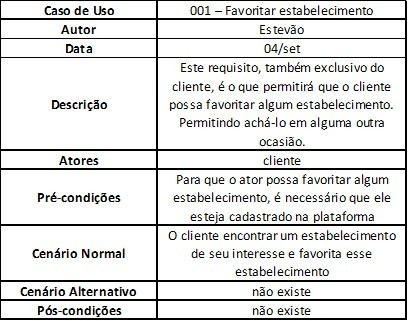 Caso de Uso 001 – Favoritar estabelecimento
Autor Estevão
Data 04/set
Descrição
Este requisito, também exclusivo do
cliente, é o que permitirá que o cliente
possa favoritar algum estabelecimento.
Permitindo achá-lo em alguma outra
ocasião.
Atores cliente
Pré-condições
Para que o ator possa favoritar algum
estabelecimento, é necessário que ele
esteja cadastrado na plataforma
Cenário Normal
O cliente encontrar um estabelecimento
de seu interesse e favorita esse
estabelecimento
Cenário Alternativo não existe
Pós-condições não existe